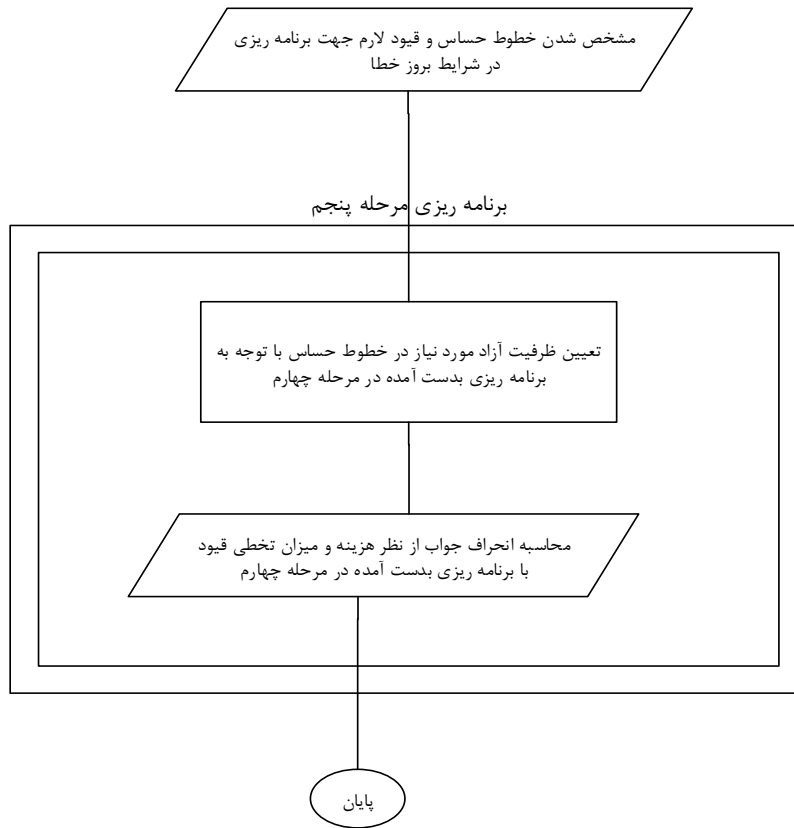 مشخص شدن خطوط حساس و قیود لارم جهت برنامه ریزی
در شرایط بروز خطا
برنامه ریزی مرحله پنجم
تعیین ظرفیت آزاد مورد نیاز در خطوط حساس با توجه به
برنامه ریزی بدست آمده در مرحله چهارم
محاسبه انحراف جواب از نظر هزینه و میزان تخطی قیود
با برنامه ریزی بدست آمده در مرحله چهارم
پایان